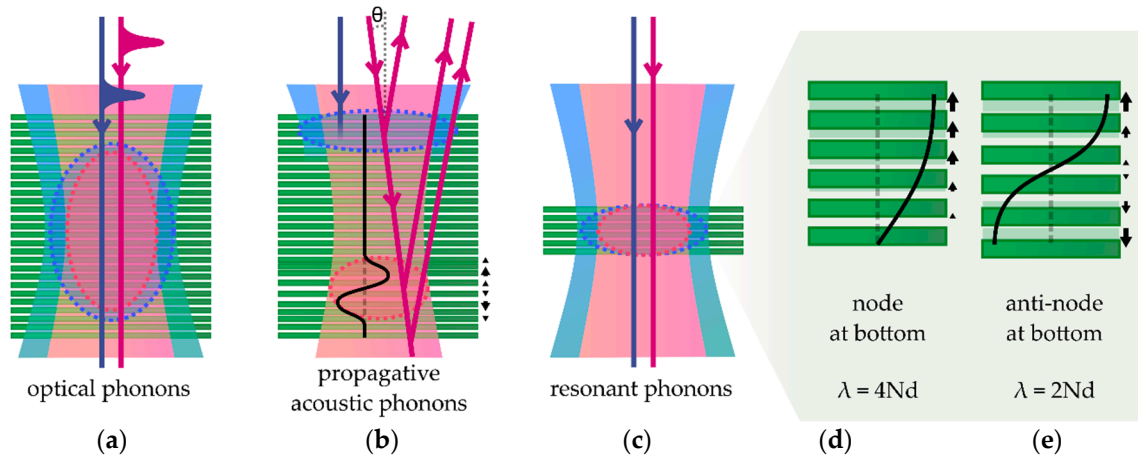 θ
optical phonons
propagative
acoustic phonons
resonant phonons
node
at bottom
λ = 4Nd
anti-node
at bottom
λ = 2Nd
(a)
(b)
(c)
(d)
(e)